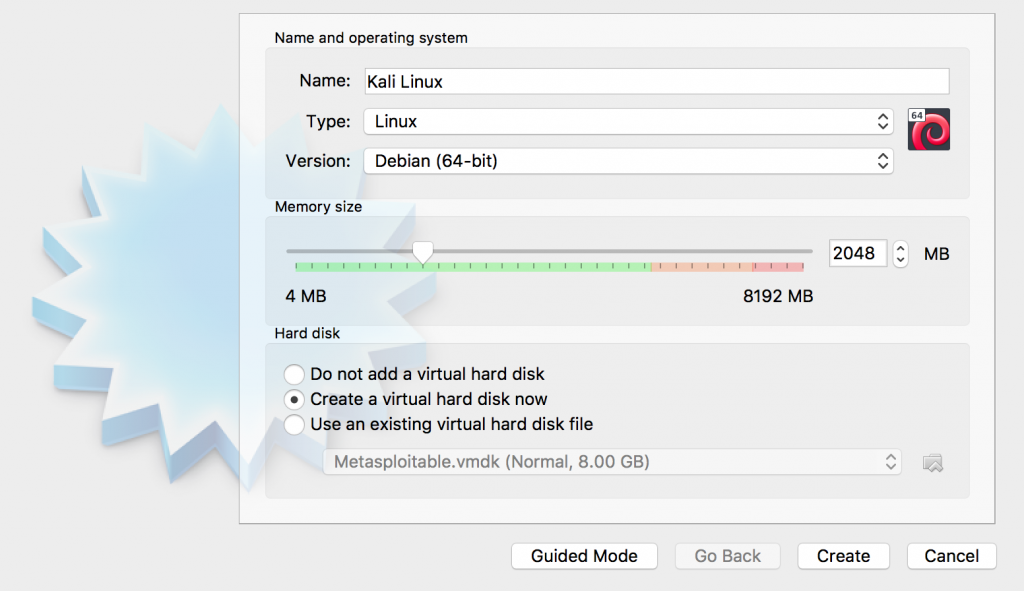 Name and operating system
Name: Kali Linux
Type: Linux
64
Version: Debian (64-bit)
Memory size
2048 MB
4 MB 8192 MB
Hard disk
Do not add a virtual hard disk
Create a virtual hard disk now
Use an existing virtual hard disk file
Metasploitable.vmdk (Normal, 8.00 GB)
Guided Mode Go Back Create Cancel